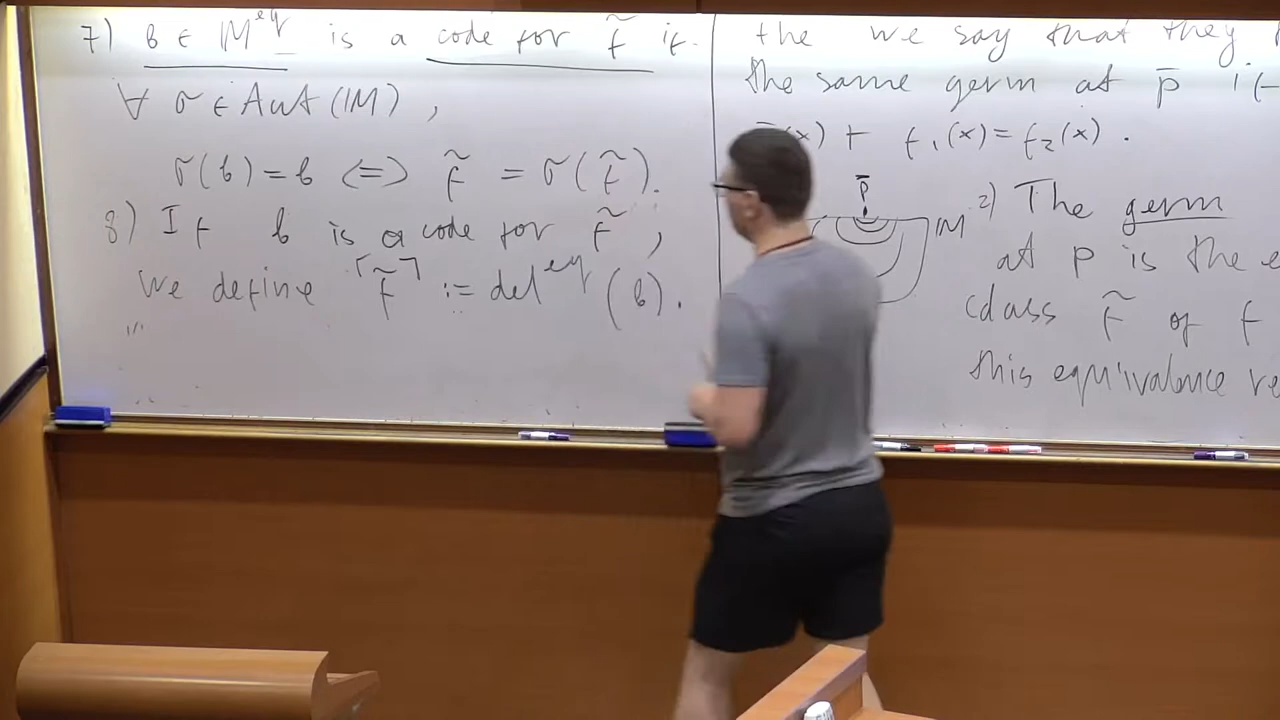 7) b ∈ M^eq is a code for f̃ if
∀ σ ∈ Aut(M),
σ(b) = b ⟺ f̃ = σ(f̃).
8) If b is a code for f̃,
we define ⌜f̃⌝ := dcl^eq(b).
the we say that they
the same germ at p̄ if
(x) ⊢ f₁(x) = f₂(x).
p̄
M
2) The germ
at p is the e
class f̃ of f
this equivalence re